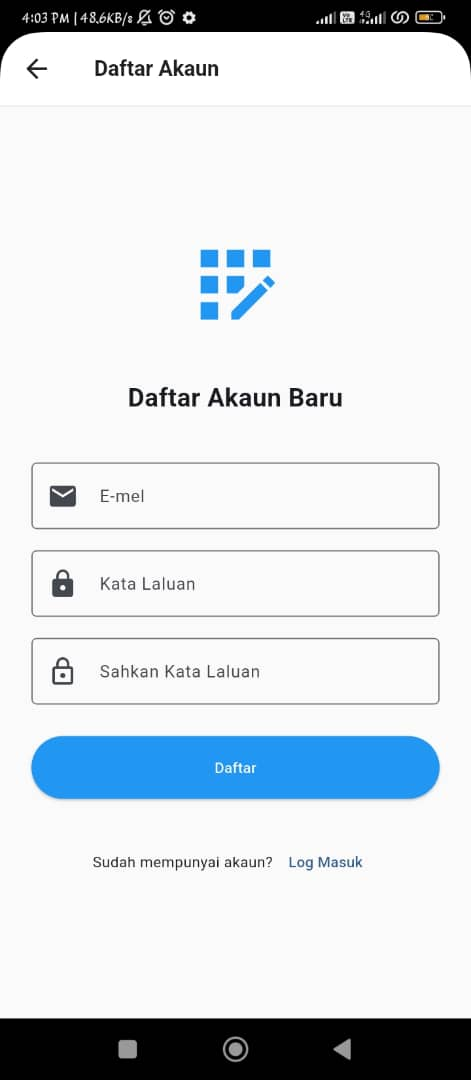 4:03 PM | 48.6KB/s
Daftar Akaun
Daftar Akaun Baru
E-mel
Kata Laluan
Sahkan Kata Laluan
Daftar
Sudah mempunyai akaun? Log Masuk